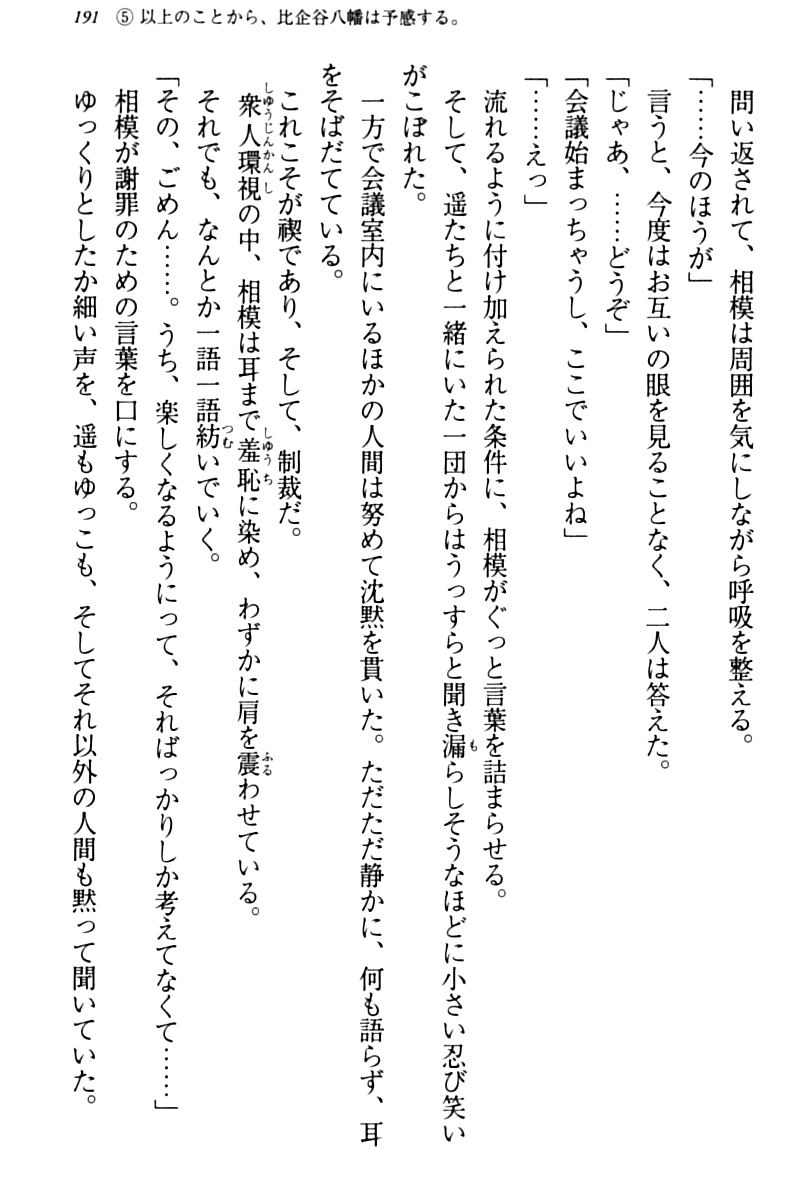 191 ⑤ 以上のことから、比企谷八幡は予感する。
問い返されて、相模は周囲を気にしながら呼吸を整える。
「……今のほうが」
言うと、今度はお互いの眼を見ることなく、二人は答えた。
「じゃあ、……どうぞ」
「会議始まっちゃうし、ここでいいよね」
「……えっ」
流れるように付け加えられた条件に、相模がぐっと言葉を詰まらせる。
そして、遥たちと一緒にいた一団からはうっすらと聞き漏らしそうなほどに小さい忍び笑い
がこぼれた。
一方で会議室内にいるほかの人間は努めて沈黙を貫いた。ただただ静かに、何も語らず、耳
をそばだてている。
これこそが禊であり、そして、制裁だ。
衆人環視の中、相模は耳まで羞恥に染め、わずかに肩を震わせている。
それでも、なんとか一語一語紡いでいく。
「その、ごめん……。うち、楽しくなるようにって、そればっかりしか考えてなくて……」
相模が謝罪のための言葉を口にする。
ゆっくりとしたか細い声を、遥もゆっこも、そしてそれ以外の人間も黙って聞いていた。